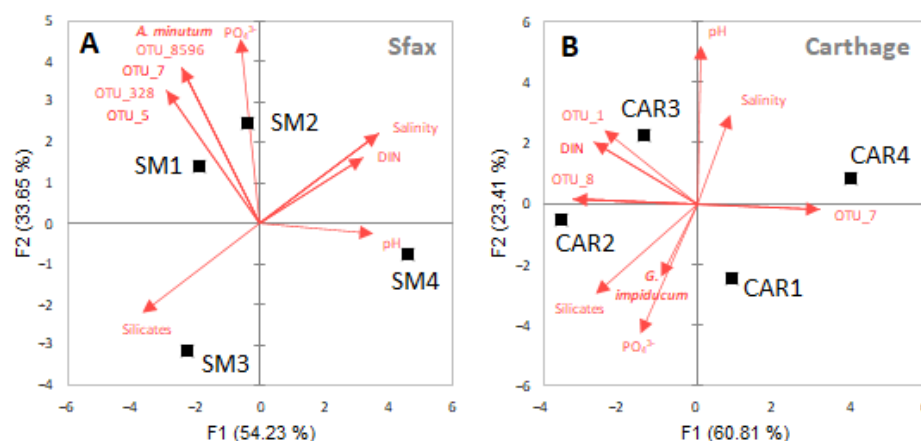 A
Sfax
A. minutum
PO₄³⁻
OTU_8596
OTU_7
OTU_328
OTU_5
SM2
SM1
Salinity
DIN
pH
SM4
Silicates
SM3
F2 (33.65 %)
5
4
3
2
1
0
−1
−2
−3
−4
−6
−4
−2
0
2
4
6
F1 (54.23 %)
B
Carthage
pH
CAR3
Salinity
OTU_1
DIN
CAR4
OTU_8
OTU_7
CAR2
G.
impiducum
CAR1
Silicates
PO₄³⁻
F2 (23.41 %)
6
4
2
0
−2
−4
−6
−4
−2
0
2
4
6
F1 (60.81 %)